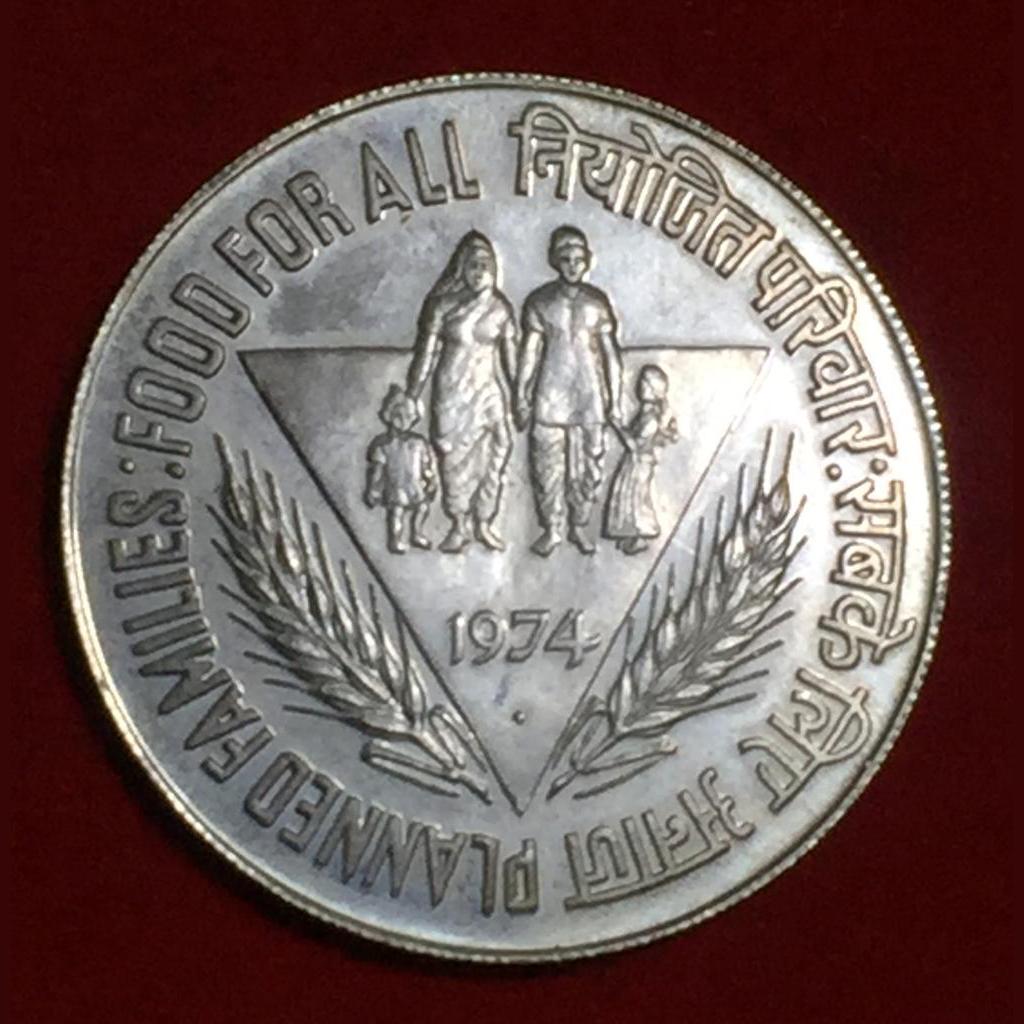 PLANNED FAMILIES: FOOD FOR ALL
नियोजित परिवार: सबके लिए अनाज
1974